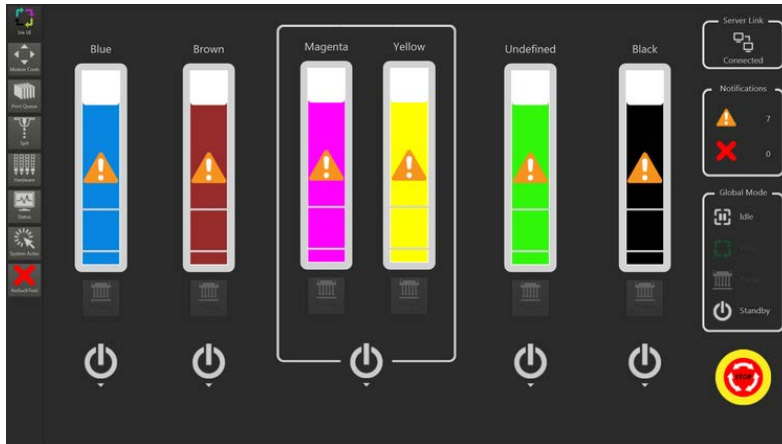 Ink UI
Motion Contr.
Print Queue
Spit
Hardware
Status
System Action
Blue
Brown
Magenta
Yellow
Undefined
Black
Server Link
Connected
Notifications
7
0
Global Mode
Idle
Standby
STOP